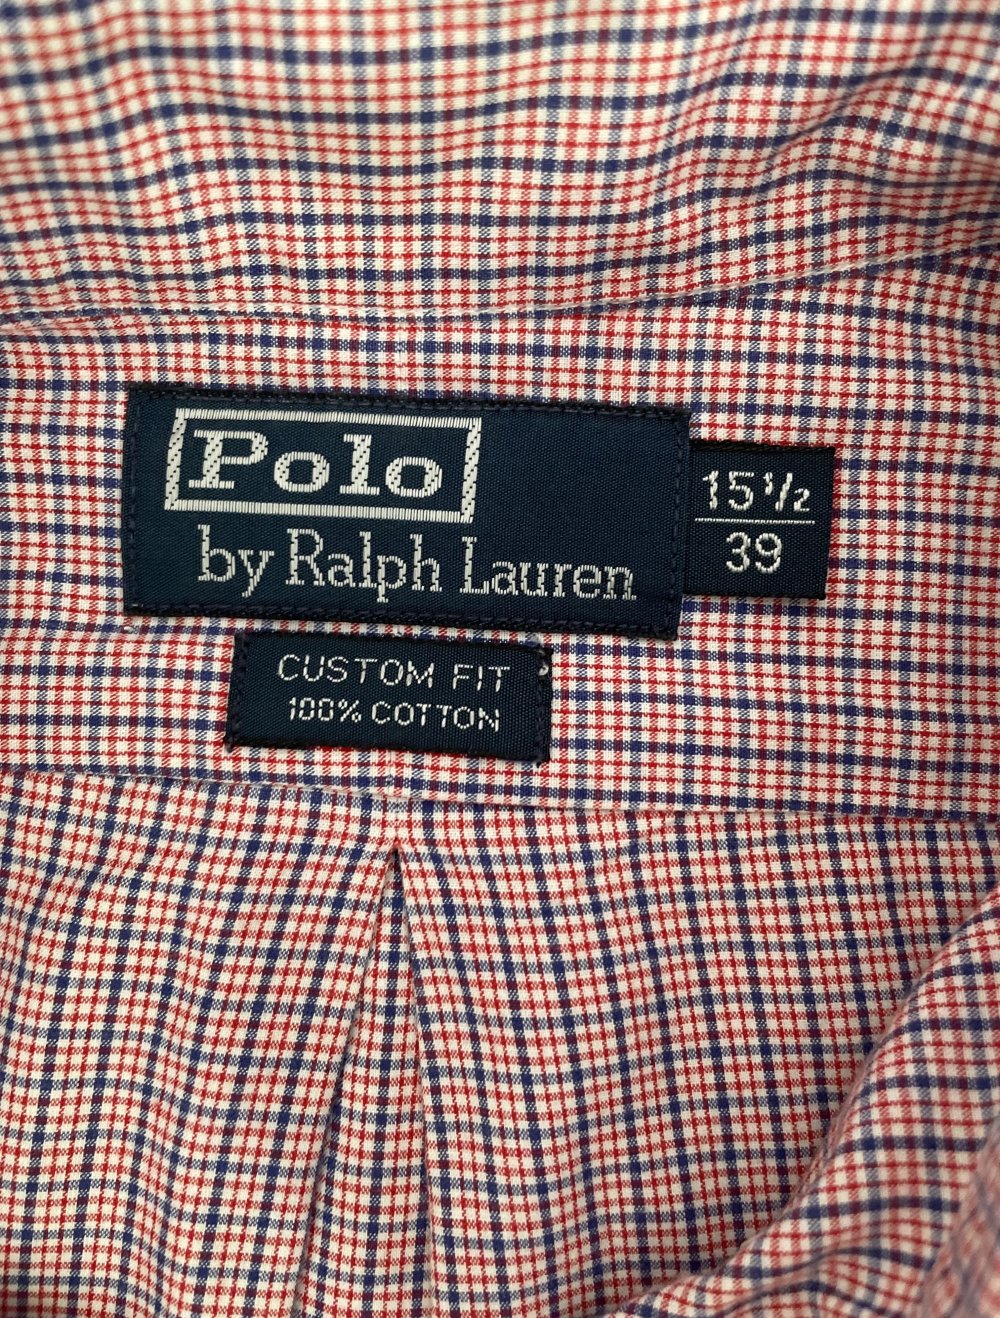 Polo
by Ralph Lauren
15½
39
CUSTOM FIT
100% COTTON